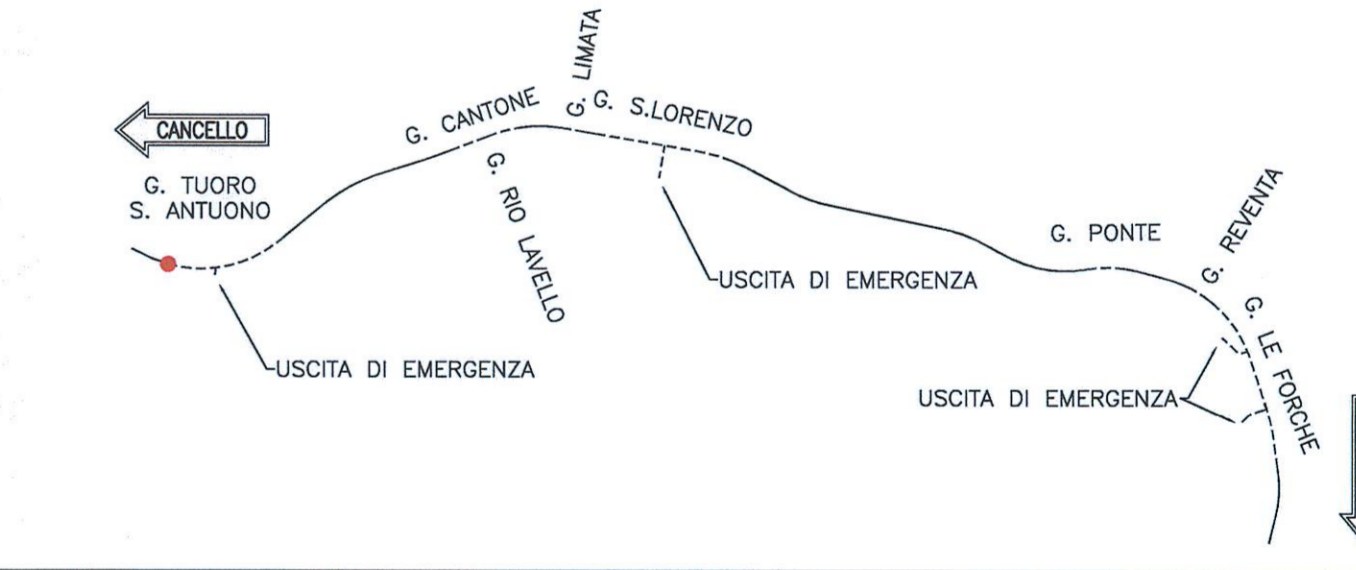 CANCELLO
G. TUORO
S. ANTUONO
G. CANTONE
G. LIMATA
G. S.LORENZO
G. RIO LAVELLO
USCITA DI EMERGENZA
USCITA DI EMERGENZA
G. PONTE
G. REVENTA
G. LE FORCHE
USCITA DI EMERGENZA